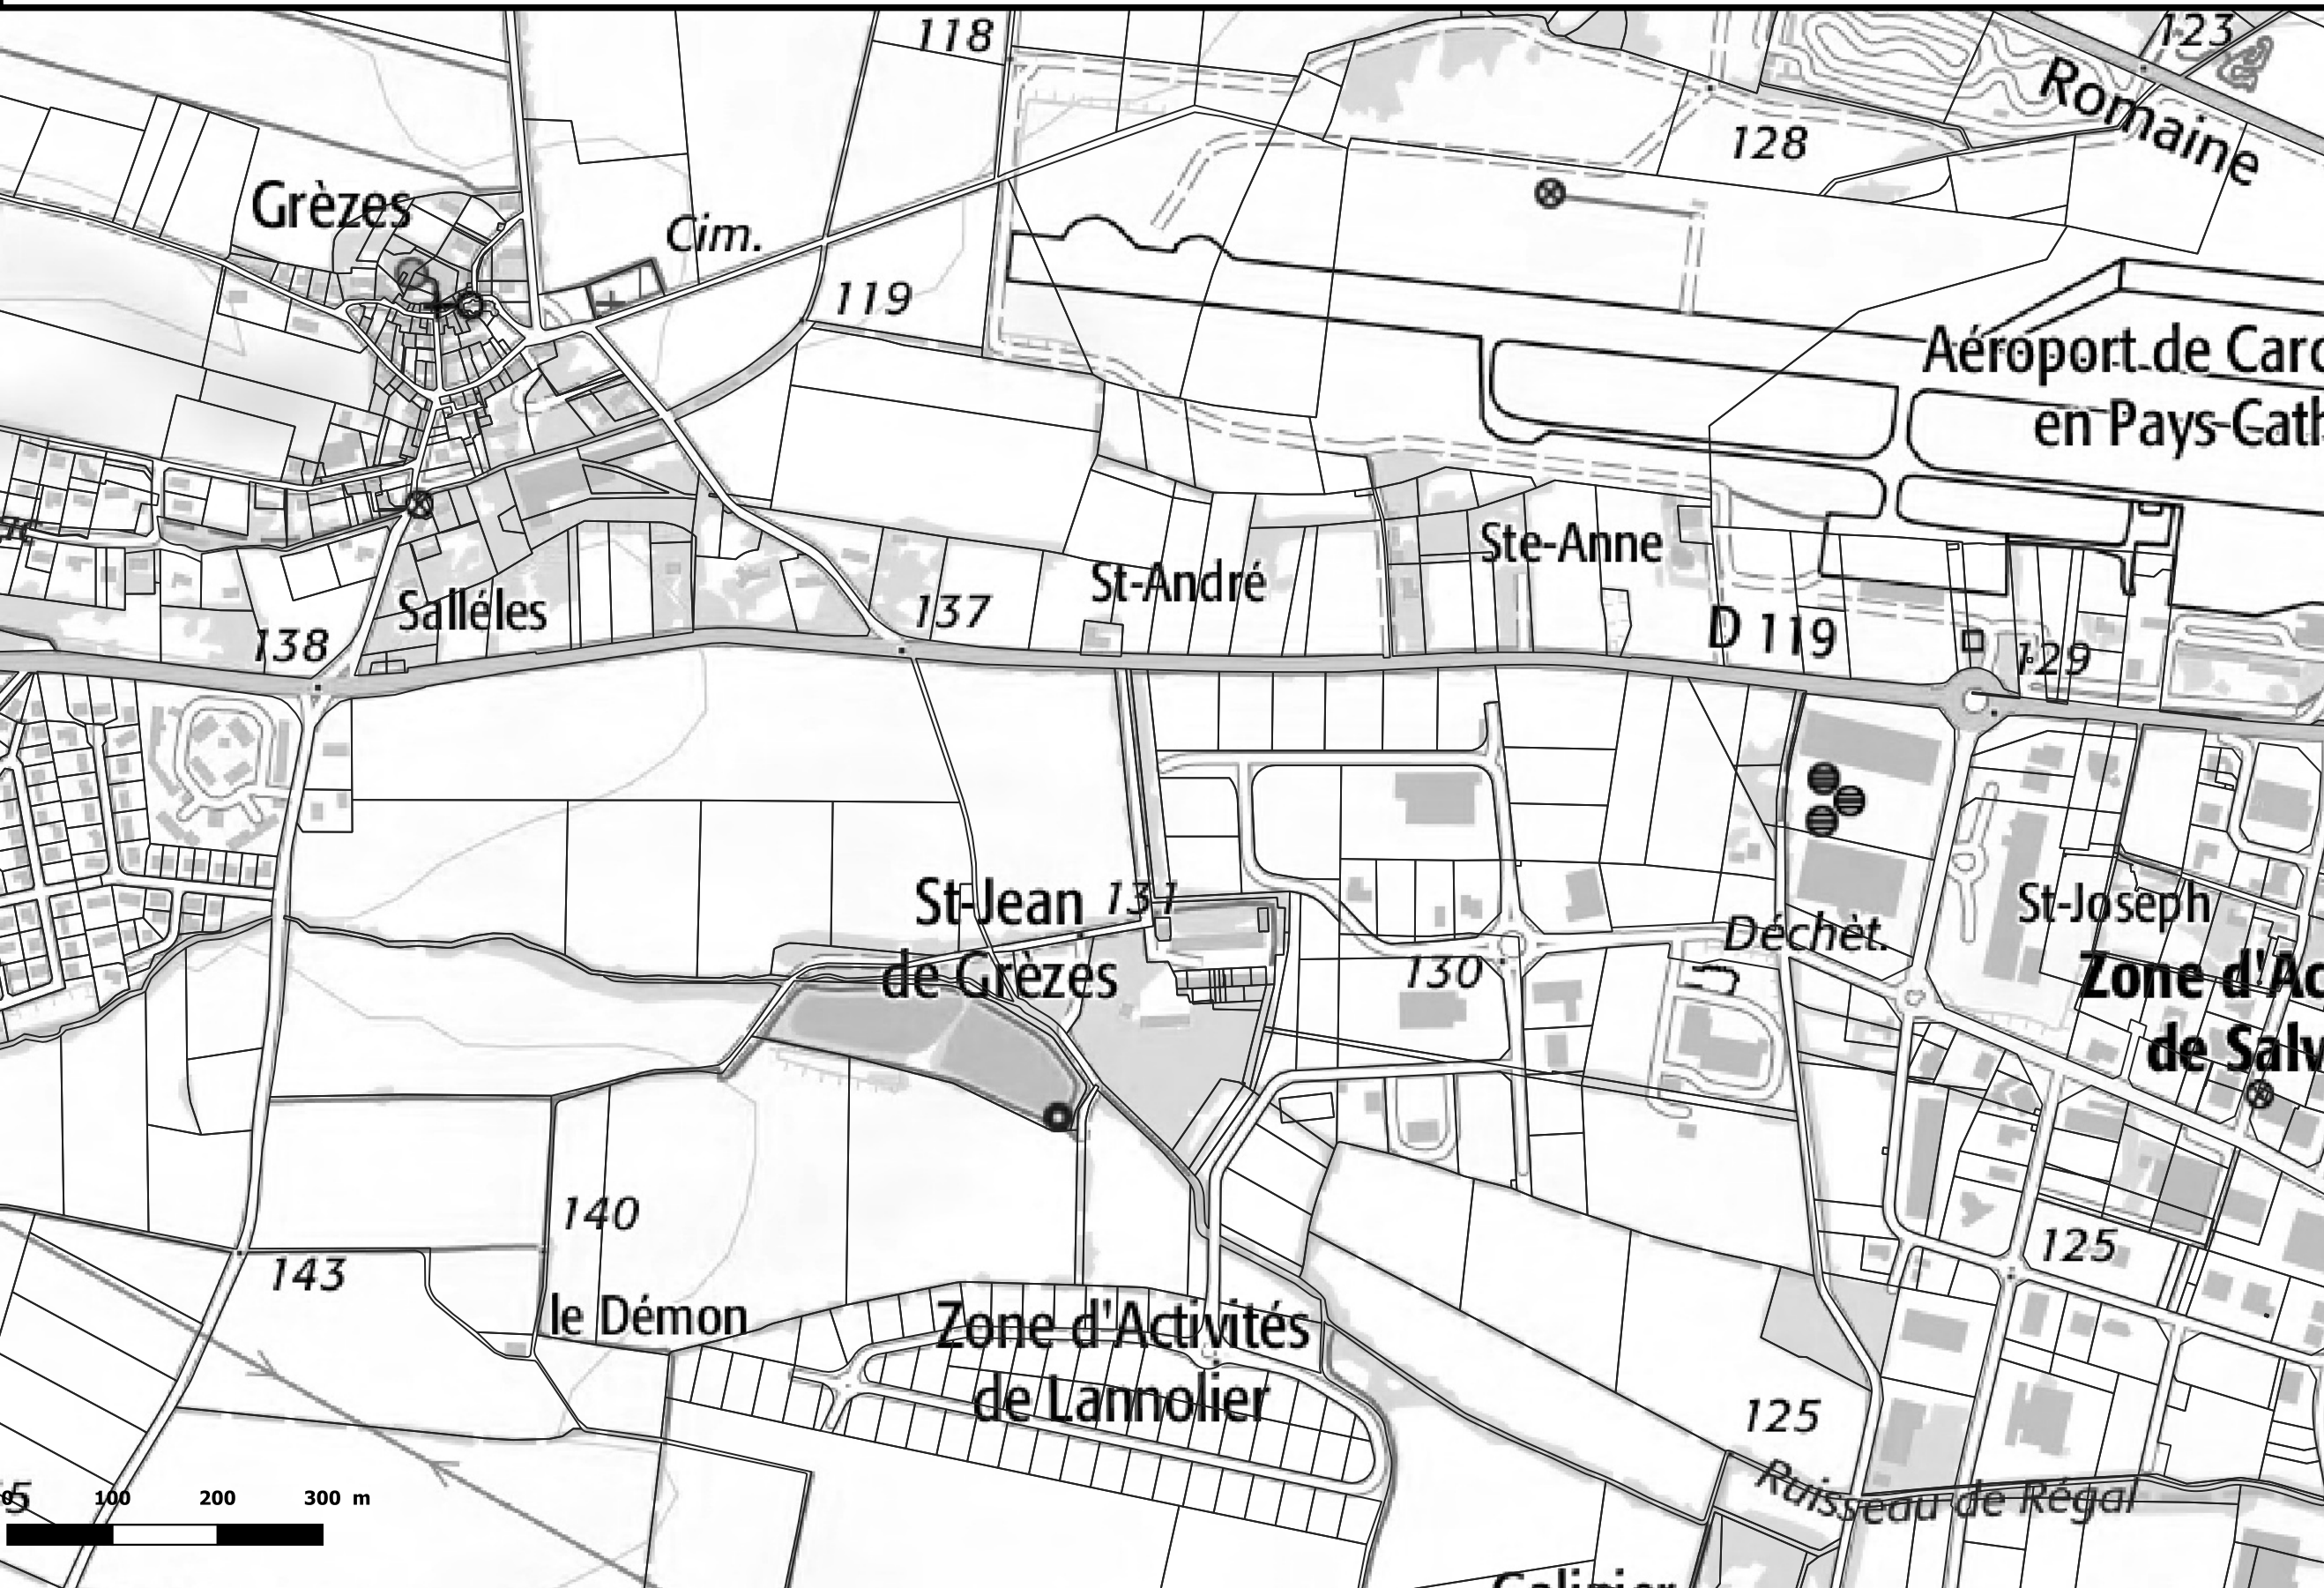 118
123
Romaine
128
Grèzes
Cim.
119
Aéroport de Carc
en Pays-Cath
Ste-Anne
St-André
Salléles
137
D 119
138
129
St-Jean
131
de Grèzes
Déchèt.
St-Joseph
130
Zone d'Ac
de Salv
140
125
143
le Démon
Zone d'Activités
de Lannolier
125
Ruisseau de Régal
0 100 200 300 m